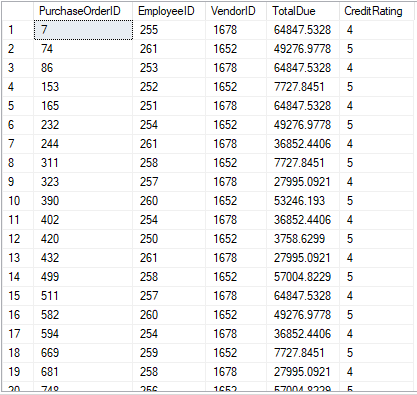 PurchaseOrderID EmployeeID VendorID TotalDue CreditRating
1 7 255 1678 64847.5328 4
2 74 261 1652 49276.9778 5
3 86 253 1678 64847.5328 4
4 153 252 1652 7727.8451 5
5 165 251 1678 64847.5328 4
6 232 254 1652 49276.9778 5
7 244 261 1678 36852.4406 4
8 311 258 1652 7727.8451 5
9 323 257 1678 27995.0921 4
10 390 260 1652 53246.193 5
11 402 254 1678 36852.4406 4
12 420 250 1652 3758.6299 5
13 432 261 1678 27995.0921 4
14 499 258 1652 57004.8229 5
15 511 257 1678 64847.5328 4
16 582 260 1652 49276.9778 5
17 594 254 1678 36852.4406 4
18 669 259 1652 7727.8451 5
19 681 258 1678 27995.0921 4
20 748 256 1652 57004.8229 5